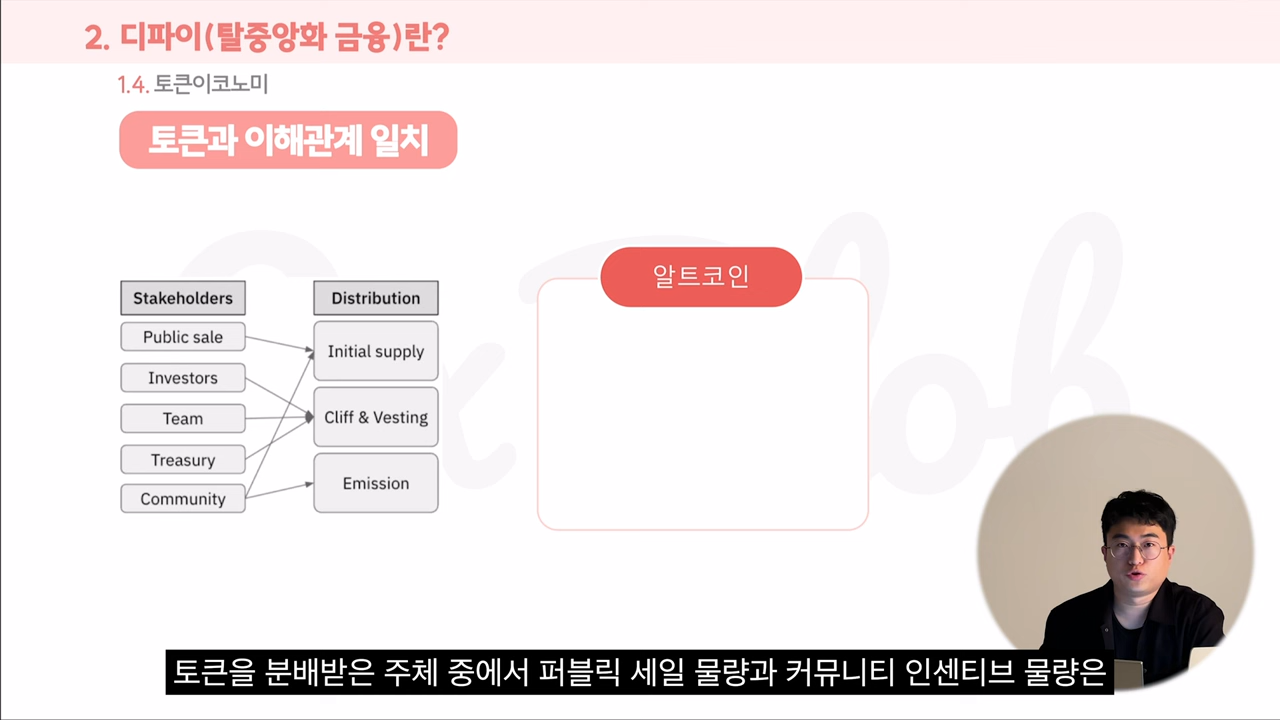 2. 디파이(탈중앙화 금융)란?
1.4. 토큰이코노미
토큰과 이해관계 일치
Stakeholders
Public sale
Investors
Team
Treasury
Community
Distribution
Initial supply
Cliff & Vesting
Emission
알트코인
토큰을 분배받은 주체 중에서 퍼블릭 세일 물량과 커뮤니티 인센티브 물량은